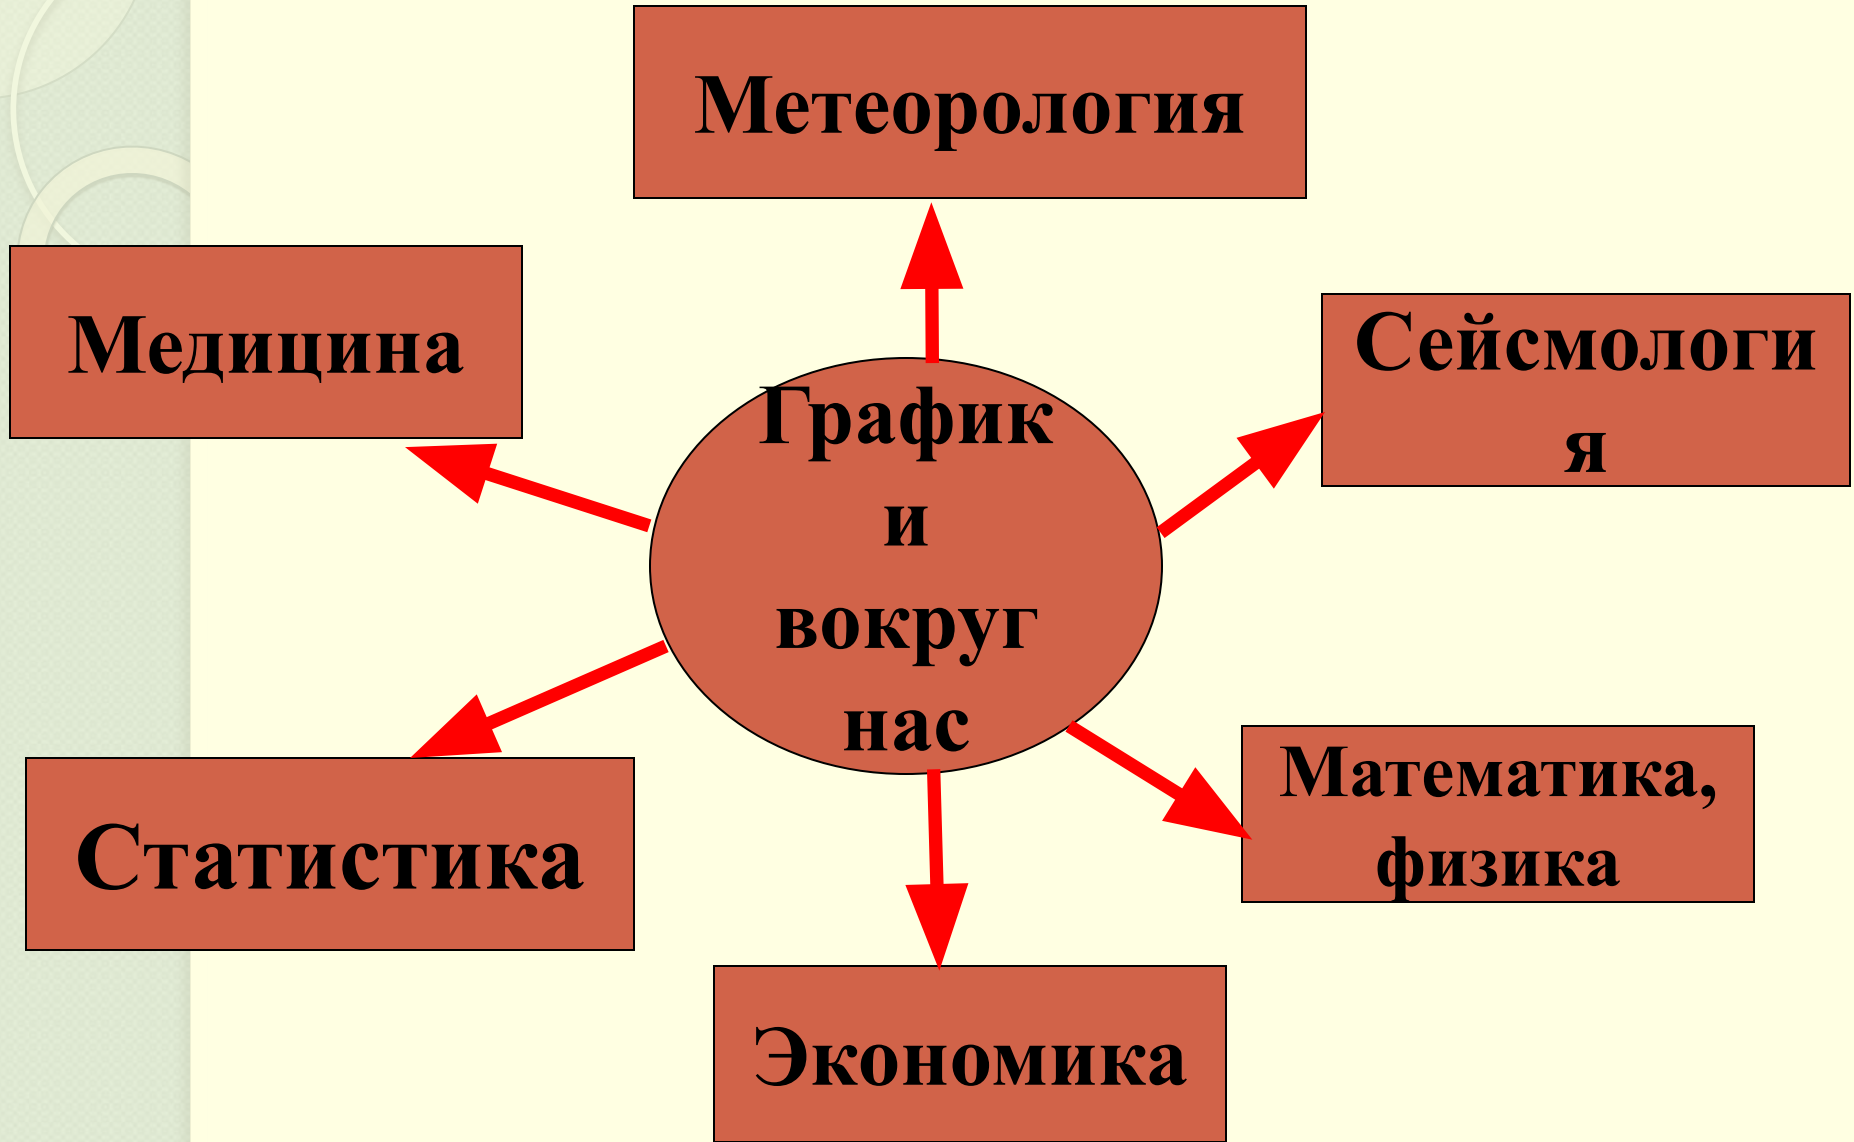 Метеорология
Медицина
Сейсмологи
я
График
и
вокруг
нас
Математика,
физика
Статистика
Экономика